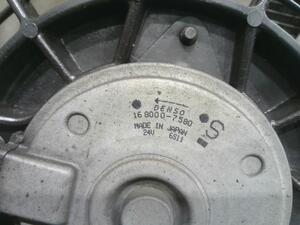 DENSO
168000-7580
MADE IN JAPAN
24V 6S11
S